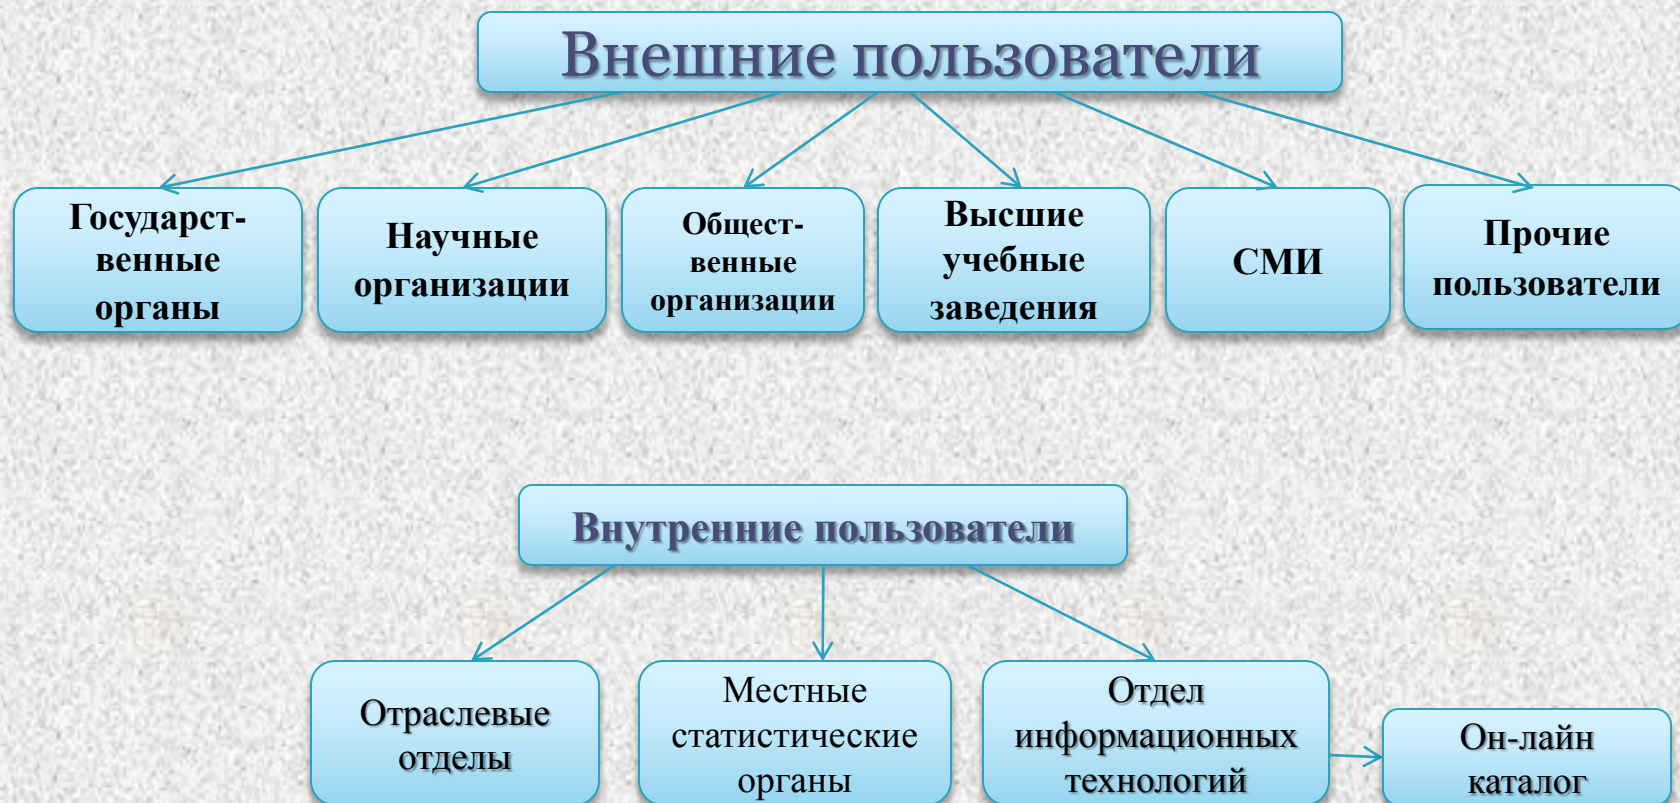 Внешние пользователи
Государст-
венные
органы
Научные
организации
Общест-
венные
организации
Высшие
учебные
заведения
СМИ
Прочие
пользователи
Внутренние пользователи
Отраслевые
отделы
Местные
статистические
органы
Отдел
информационных
технологий
Он-лайн
каталог